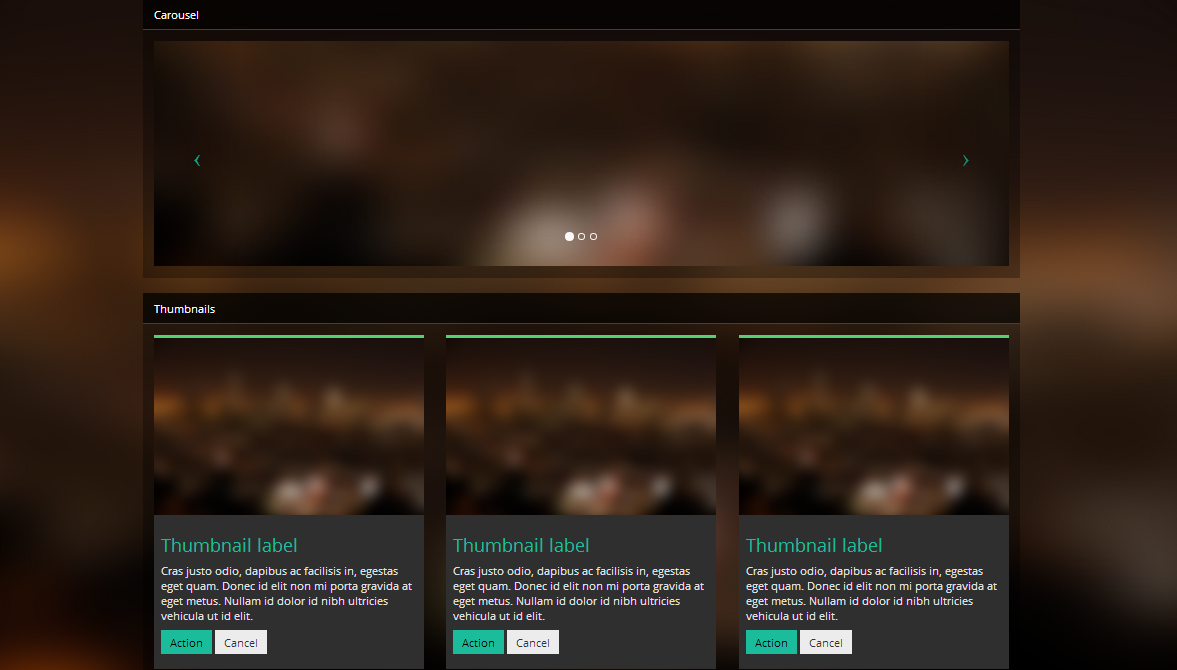 Carousel
Thumbnails
Thumbnail label
Cras justo odio, dapibus ac facilisis in, egestas
eget quam. Donec id elit non mi porta gravida at
eget metus. Nullam id dolor id nibh ultricies
vehicula ut id elit.
Action Cancel
Thumbnail label
Cras justo odio, dapibus ac facilisis in, egestas
eget quam. Donec id elit non mi porta gravida at
eget metus. Nullam id dolor id nibh ultricies
vehicula ut id elit.
Action Cancel
Thumbnail label
Cras justo odio, dapibus ac facilisis in, egestas
eget quam. Donec id elit non mi porta gravida at
eget metus. Nullam id dolor id nibh ultricies
vehicula ut id elit.
Action Cancel